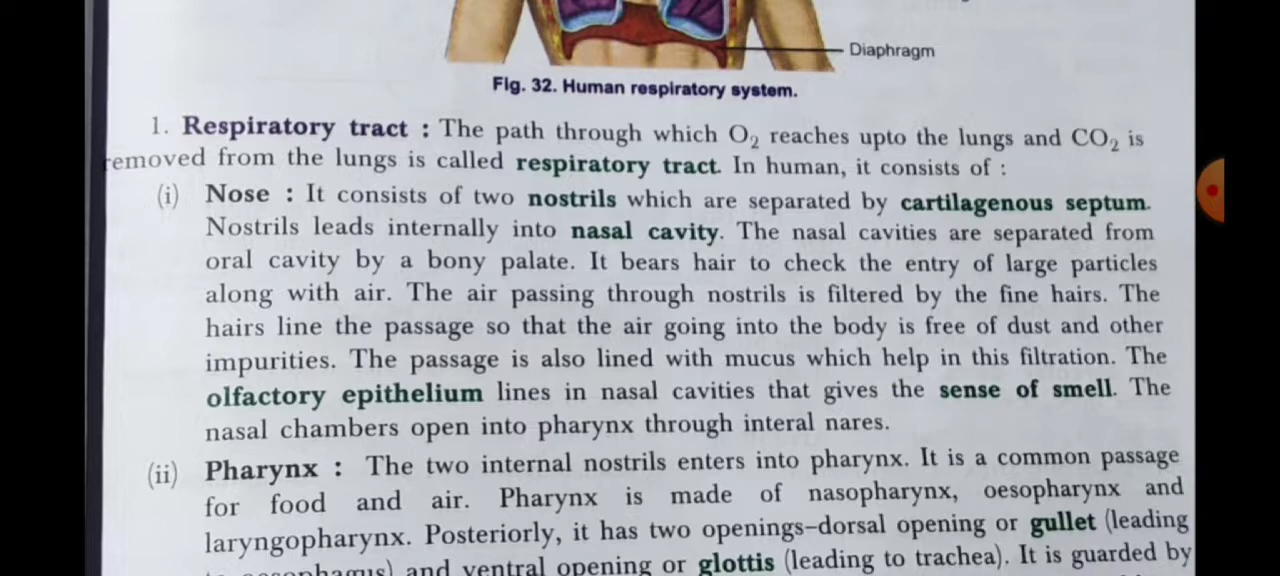 Diaphragm
Fig. 32. Human respiratory system.
1. Respiratory tract : The path through which O₂ reaches upto the lungs and CO₂ is
removed from the lungs is called respiratory tract. In human, it consists of :
(i) Nose : It consists of two nostrils which are separated by cartilagenous septum.
Nostrils leads internally into nasal cavity. The nasal cavities are separated from
oral cavity by a bony palate. It bears hair to check the entry of large particles
along with air. The air passing through nostrils is filtered by the fine hairs. The
hairs line the passage so that the air going into the body is free of dust and other
impurities. The passage is also lined with mucus which help in this filtration. The
olfactory epithelium lines in nasal cavities that gives the sense of smell. The
nasal chambers open into pharynx through interal nares.
(ii) Pharynx : The two internal nostrils enters into pharynx. It is a common passage
for food and air. Pharynx is made of nasopharynx, oesopharynx and
laryngopharynx. Posteriorly, it has two openings–dorsal opening or gullet (leading
to oesophagus) and ventral opening or glottis (leading to trachea). It is guarded by